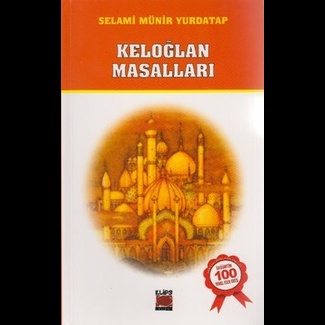 SELAMİ MÜNİR YURDATAP
KELOĞLAN
MASALLARI
100
ELİPS